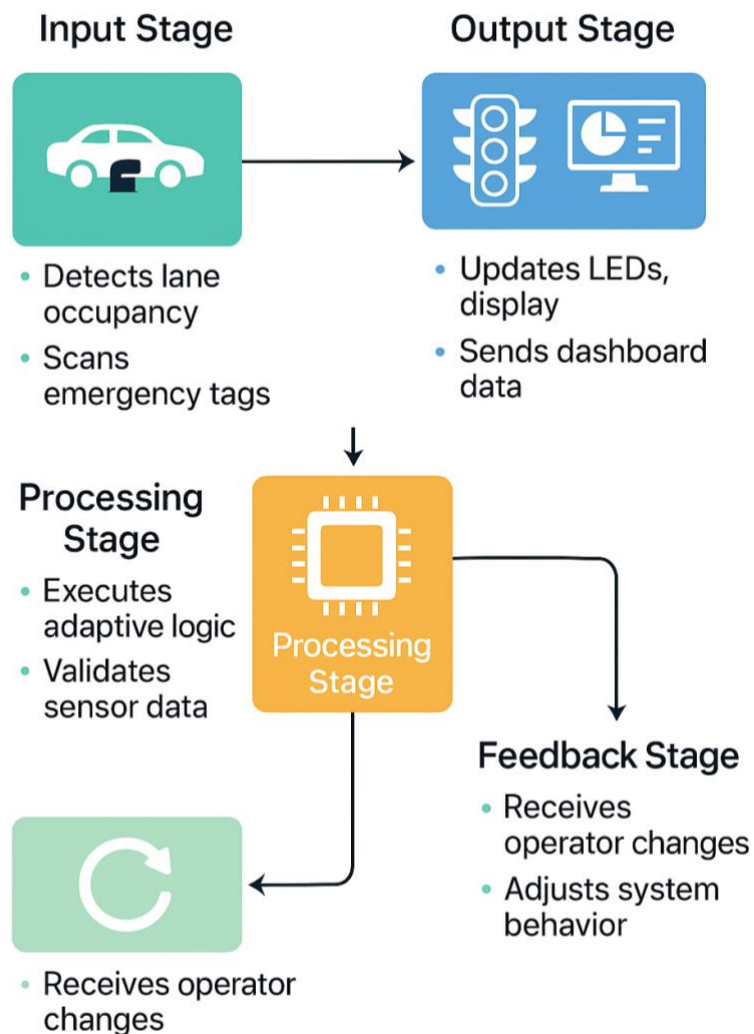 Input Stage
• Detects lane
occupancy
• Scans
emergency tags
Output Stage
• Updates LEDs,
display
• Sends dashboard
data
Processing
Stage
• Executes
adaptive logic
• Validates
sensor data
Processing
Stage
Feedback Stage
• Receives
operator changes
• Adjusts system
behavior
• Receives operator
changes